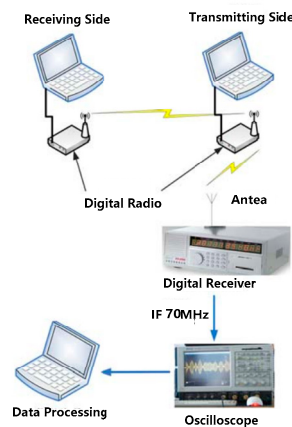 Receiving Side
Transmitting Side
Digital Radio
Antea
Digital Receiver
IF 70MHz
Data Processing
Oscilloscope